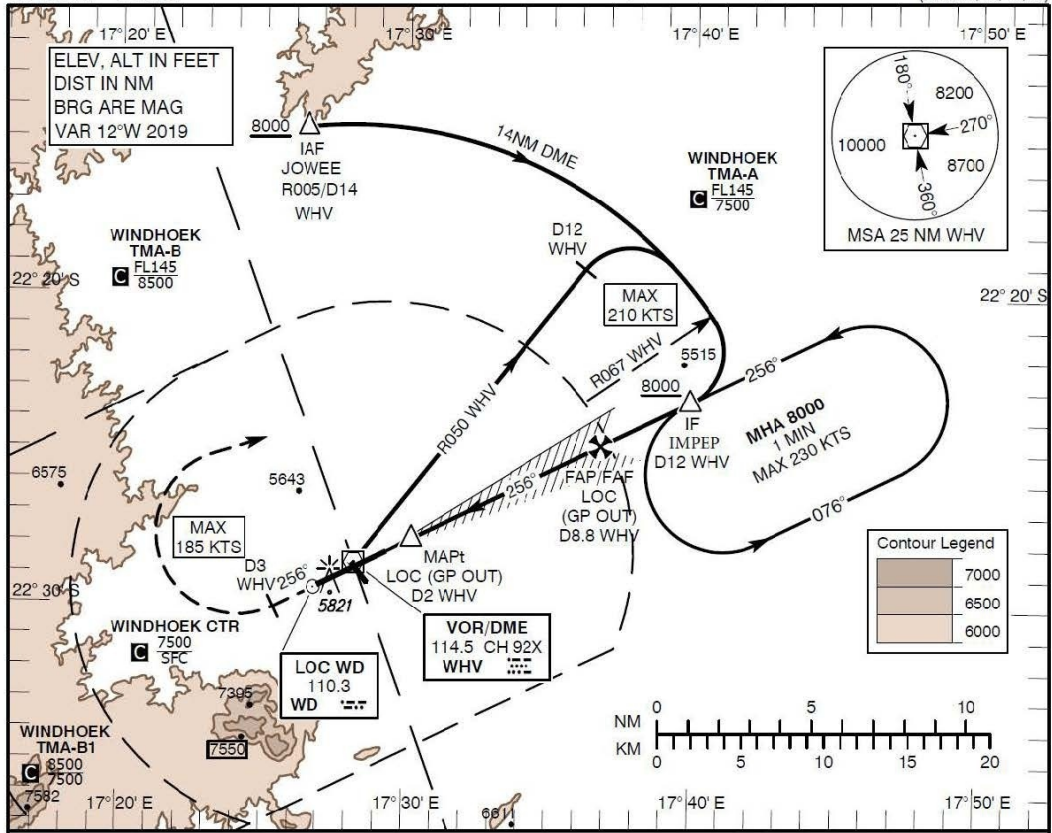 17° 20' E
17° 30' E
17° 40' E
17° 50' E
ELEV, ALT IN FEET
DIST IN NM
BRG ARE MAG
VAR 12°W 2019
8000
IAF
JOWEE
R005/D14
WHV
14NM DME
WINDHOEK
TMA-A
C FL145
7500
180°
8200
270°
10000
8700
360°
MSA 25 NM WHV
WINDHOEK
TMA-B
C FL145
8500
22° 20' S
D12
WHV
MAX
210 KTS
22° 20' S
R067 WHV
5515
8000
256°
IF
IMPEP
D12 WHV
MHA 8000
1 MIN
MAX 230 KTS
076°
R050 WHV
6575
5643
256°
FAP/FAF
LOC
(GP OUT)
D8.8 WHV
MAX
185 KTS
D3
WHV
256°
MAPt
LOC (GP OUT)
D2 WHV
5821
22° 30' S
Contour Legend
7000
6500
6000
WINDHOEK CTR
C 7500
SFC
VOR/DME
114.5 CH 92X
WHV
LOC WD
110.3
WD
7395
7550
WINDHOEK
TMA-B1
C 8500
7500
7582
NM
0 5 10
KM
0 5 10 15 20
17° 20' E
17° 30' E
17° 40' E
17° 50' E